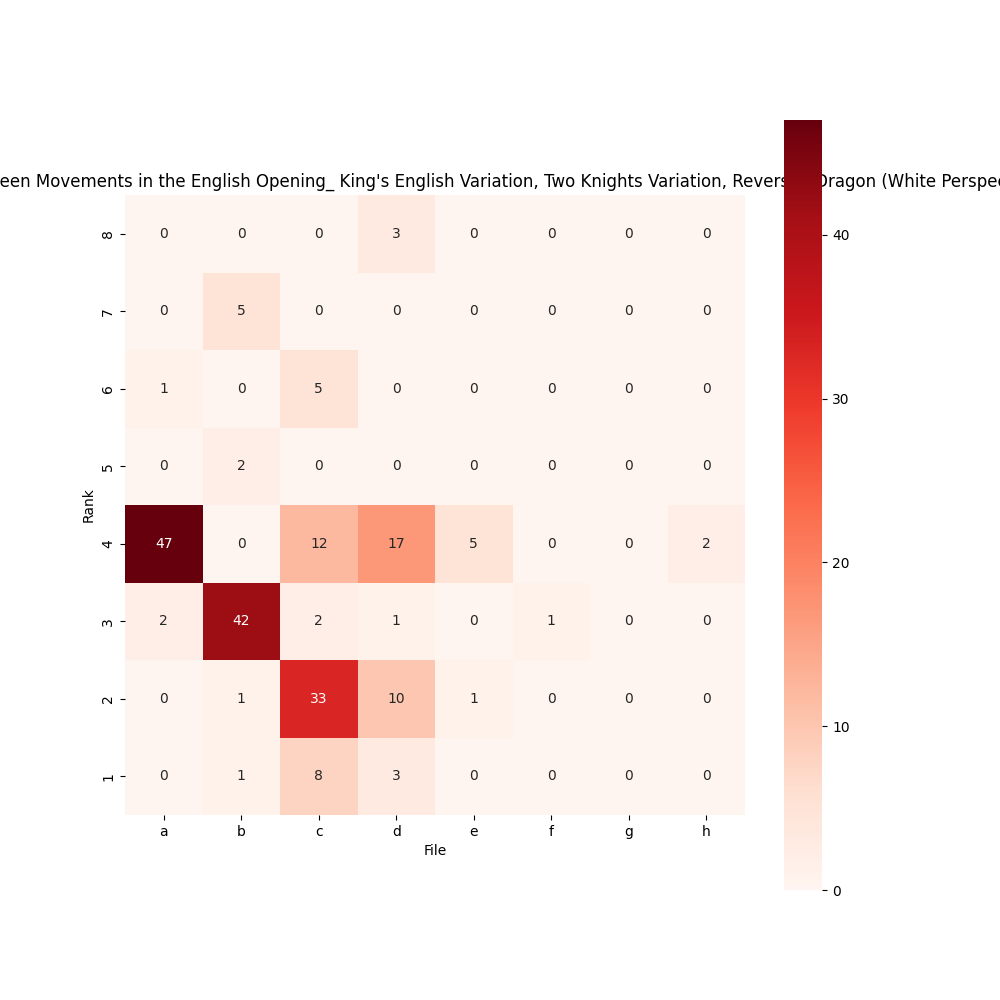 een Movements in the English Opening_ King's English Variation, Two Knights Variation, Revers Dragon (White Perspec
8 0 0 0 3 0 0 0 0
7 0 5 0 0 0 0 0 0
6 1 0 5 0 0 0 0 0
5 0 2 0 0 0 0 0 0
4 47 0 12 17 5 0 0 2
3 2 42 2 1 0 1 0 0
2 0 1 33 10 1 0 0 0
1 0 1 8 3 0 0 0 0
a b c d e f g h
File
Rank
40
30
20
10
0